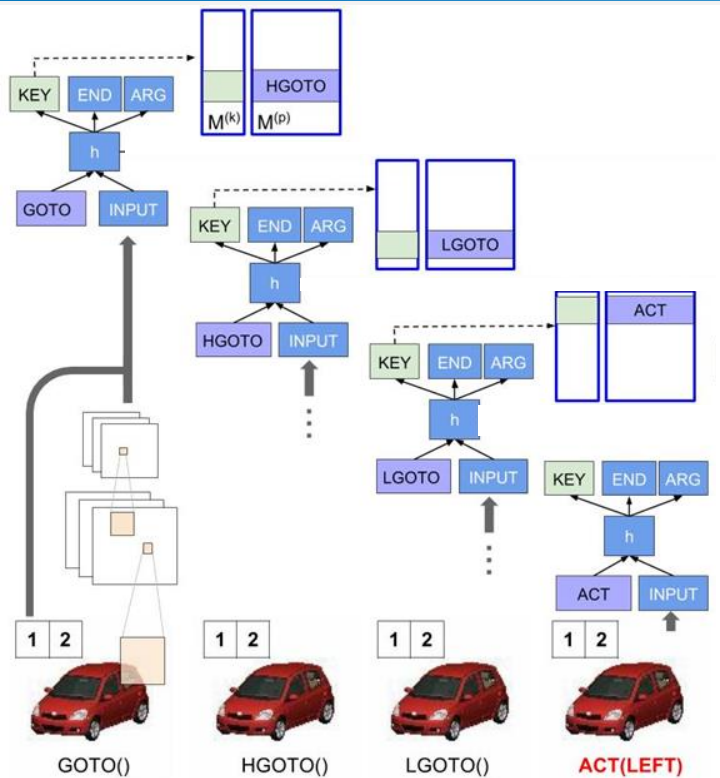 KEY END ARG
M(k) M(p) HGOTO
h
GOTO INPUT
KEY END ARG
LGOTO
h
HGOTO INPUT
KEY END ARG
ACT
h
LGOTO INPUT
KEY END ARG
h
ACT INPUT
1 2
1 2
1 2
1 2
GOTO()
HGOTO()
LGOTO()
ACT(LEFT)